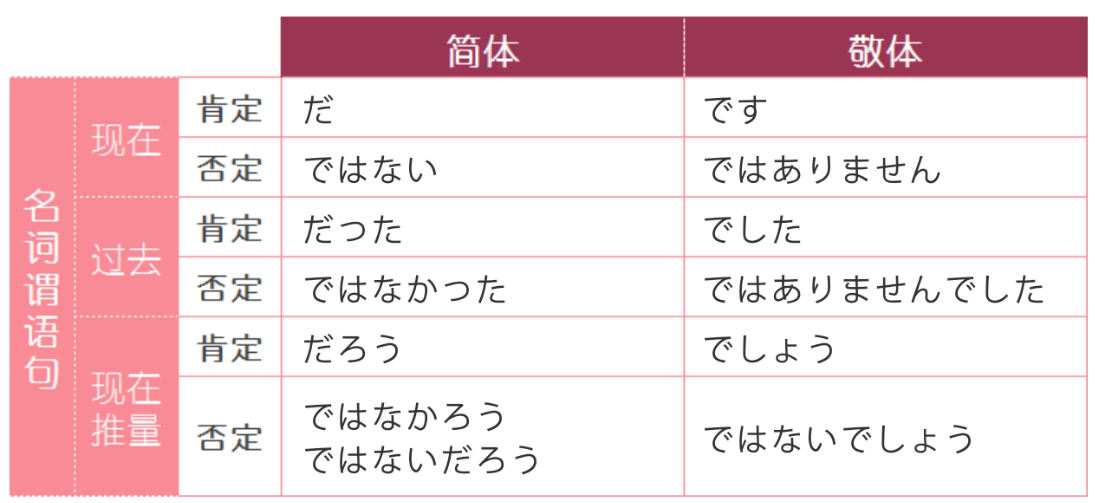 简体 敬体
名词谓语句
现在
肯定 だ です
否定 ではない ではありません
过去
肯定 だった でした
否定 ではなかった ではありませんでした
现在
推量
肯定 だろう でしょう
否定 ではなかろう
ではないだろう
ではないでしょう